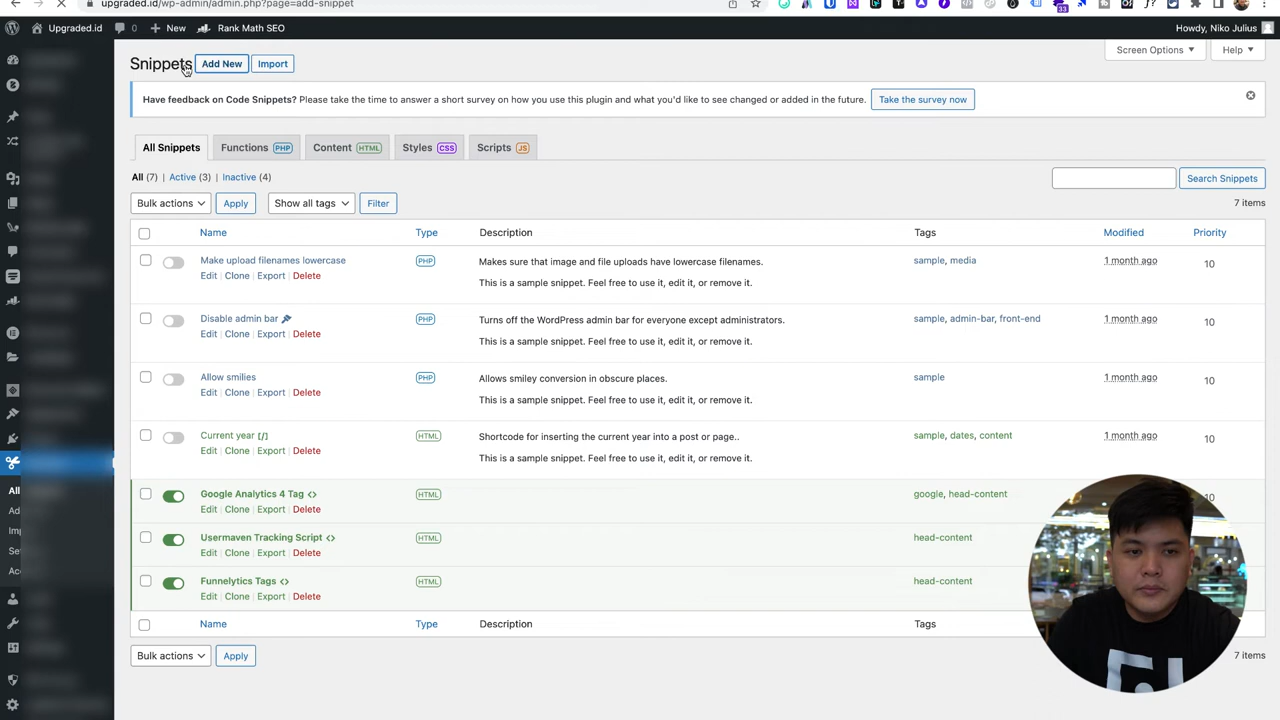 upgraded.id/wp-admin/admin.php?page=add-snippet
Upgraded.id 0 New Rank Math SEO Howdy, Niko Julius
Snippets Add New Import Screen Options Help
Have feedback on Code Snippets? Please take the time to answer a short survey on how you use this plugin and what you'd like to see changed or added in the future. Take the survey now
All Snippets Functions PHP Content HTML Styles CSS Scripts JS
All (7) | Active (3) | Inactive (4)
Search Snippets
Bulk actions Apply Show all tags Filter 7 items
Name Type Description Tags Modified Priority
Make upload filenames lowercase PHP Makes sure that image and file uploads have lowercase filenames. sample, media 1 month ago 10
Edit | Clone | Export | Delete This is a sample snippet. Feel free to use it, edit it, or remove it.
Disable admin bar PHP Turns off the WordPress admin bar for everyone except administrators. sample, admin-bar, front-end 1 month ago 10
Edit | Clone | Export | Delete This is a sample snippet. Feel free to use it, edit it, or remove it.
Allow smilies PHP Allows smiley conversion in obscure places. sample 1 month ago 10
Edit | Clone | Export | Delete This is a sample snippet. Feel free to use it, edit it, or remove it.
Current year [/] HTML Shortcode for inserting the current year into a post or page.. sample, dates, content 1 month ago 10
Edit | Clone | Export | Delete This is a sample snippet. Feel free to use it, edit it, or remove it.
All
Google Analytics 4 Tag <> HTML google, head-content 10
Edit | Clone | Export | Delete
Usermaven Tracking Script <> HTML head-content
Edit | Clone | Export | Delete
Funnelytics Tags <> HTML head-content
Edit | Clone | Export | Delete
Name Type Description Tags
Bulk actions Apply 7 items